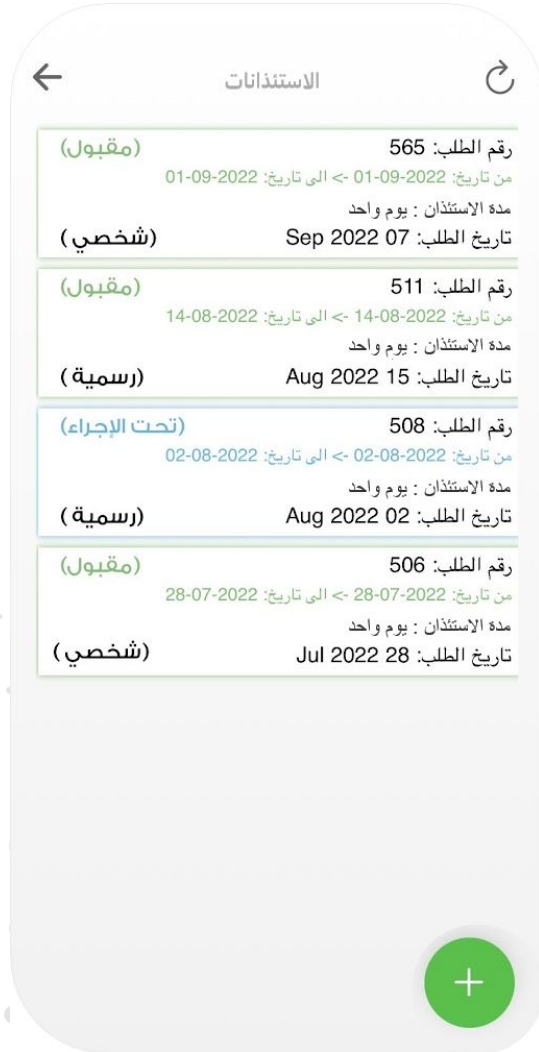 الاستئذانات
رقم الطلب: 565 (مقبول)
من تاريخ: 2022-09-01 -> الى تاريخ: 2022-09-01
مدة الاستئذان : يوم واحد
تاريخ الطلب: 07 Sep 2022 (شخصي )
رقم الطلب: 511 (مقبول)
من تاريخ: 2022-08-14 -> الى تاريخ: 2022-08-14
مدة الاستئذان : يوم واحد
تاريخ الطلب: 15 Aug 2022 (رسمية )
رقم الطلب: 508 (تحت الإجراء)
من تاريخ: 2022-08-02 -> الى تاريخ: 2022-08-02
مدة الاستئذان : يوم واحد
تاريخ الطلب: 02 Aug 2022 (رسمية )
رقم الطلب: 506 (مقبول)
من تاريخ: 2022-07-28 -> الى تاريخ: 2022-07-28
مدة الاستئذان : يوم واحد
تاريخ الطلب: 28 Jul 2022 (شخصي )